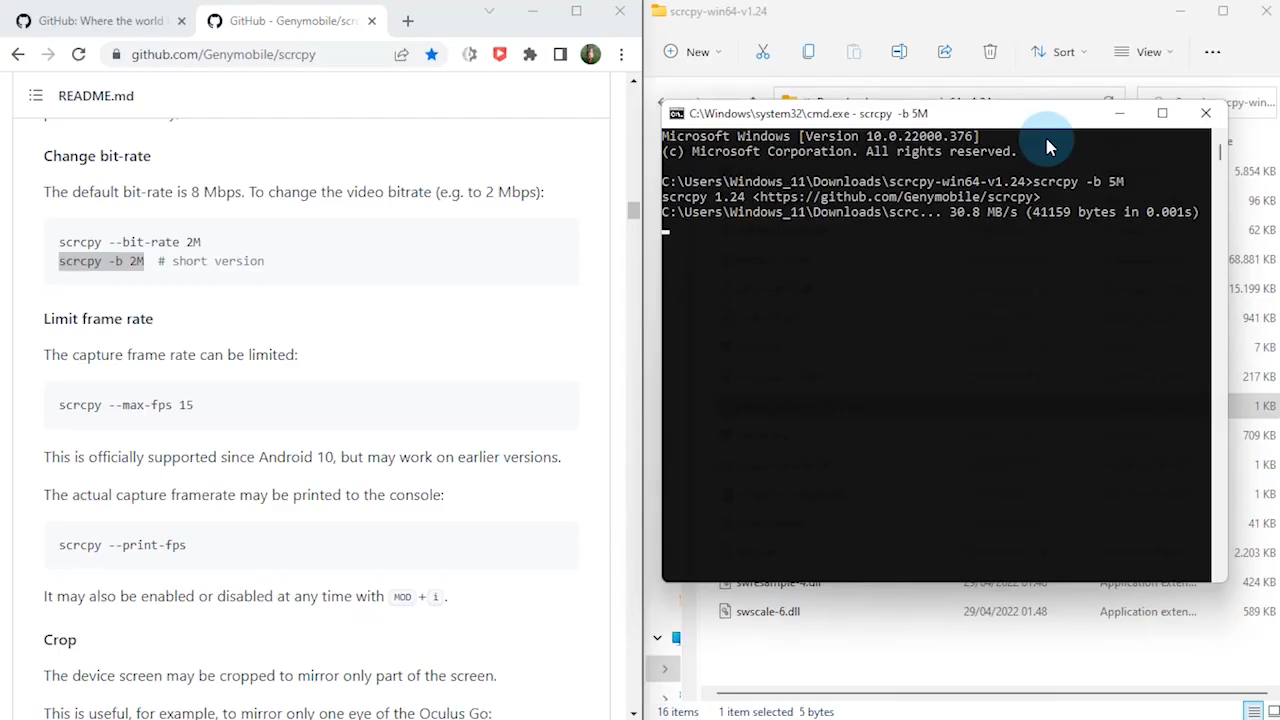 GitHub: Where the world
GitHub - Genymobile/scrc
github.com/Genymobile/scrcpy
README.md
Change bit-rate
The default bit-rate is 8 Mbps. To change the video bitrate (e.g. to 2 Mbps):
scrcpy --bit-rate 2M
scrcpy -b 2M # short version
Limit frame rate
The capture frame rate can be limited:
scrcpy --max-fps 15
This is officially supported since Android 10, but may work on earlier versions.
The actual capture framerate may be printed to the console:
scrcpy --print-fps
It may also be enabled or disabled at any time with MOD + i .
Crop
The device screen may be cropped to mirror only part of the screen.
This is useful, for example, to mirror only one eye of the Oculus Go:
scrcpy-win64-v1.24
New
Sort
View
C:\Windows\system32\cmd.exe - scrcpy -b 5M
Microsoft Windows [Version 10.0.22000.376]
(c) Microsoft Corporation. All rights reserved.
C:\Users\Windows_11\Downloads\scrcpy-win64-v1.24>scrcpy -b 5M
scrcpy 1.24 <https://github.com/Genymobile/scrcpy>
C:\Users\Windows_11\Downloads\scrc... 30.8 MB/s (41159 bytes in 0.001s)
5.854 KB
96 KB
62 KB
68.881 KB
15.199 KB
941 KB
7 KB
217 KB
1 KB
709 KB
1 KB
1 KB
41 KB
2.203 KB
swresample-4.dll 29/04/2022 01.48 Application exten... 424 KB
swscale-6.dll 29/04/2022 01.48 Application exten... 589 KB
16 items 1 item selected 5 bytes